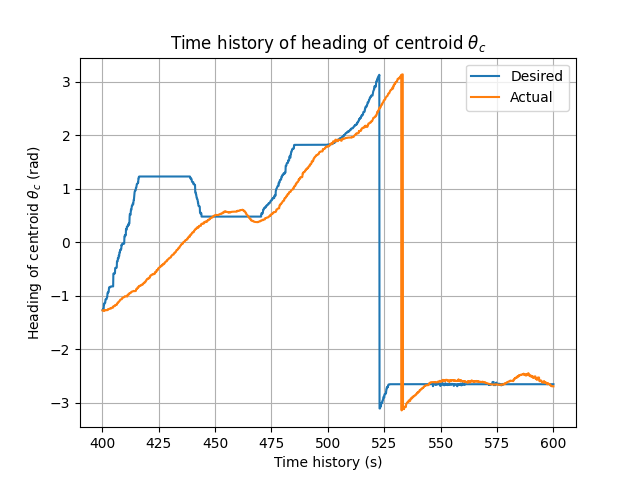 Time history of heading of centroid θc
Desired
Actual
Heading of centroid θc (rad)
3
2
1
0
−1
−2
−3
400 425 450 475 500 525 550 575 600
Time history (s)